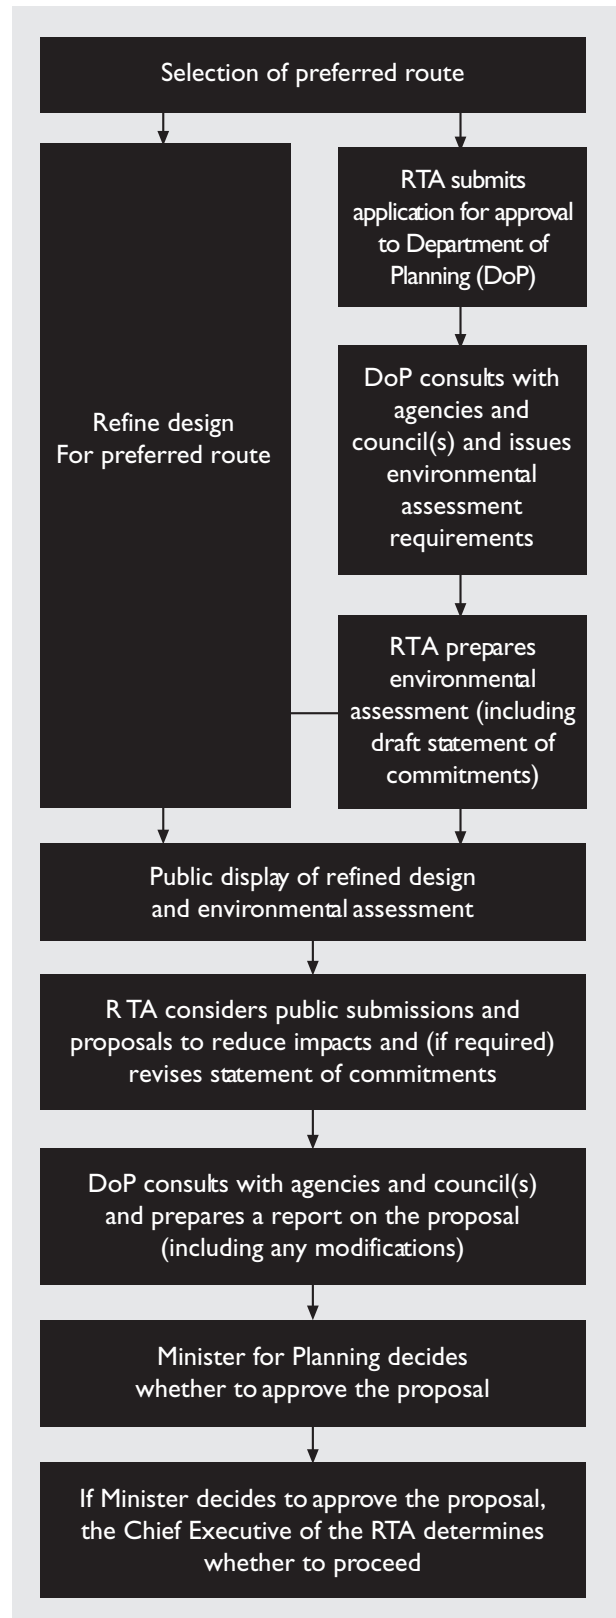 Selection of preferred route
Refine design
For preferred route
RTA submits
application for approval
to Department of
Planning (DoP)
DoP consults with
agencies and
council(s) and issues
environmental
assessment
requirements
RTA prepares
environmental
assessment (including
draft statement of
commitments)
Public display of refined design
and environmental assessment
R TA considers public submissions and
proposals to reduce impacts and (if required)
revises statement of commitments
DoP consults with agencies and council(s)
and prepares a report on the proposal
(including any modifications)
Minister for Planning decides
whether to approve the proposal
If Minister decides to approve the proposal,
the Chief Executive of the RTA determines
whether to proceed